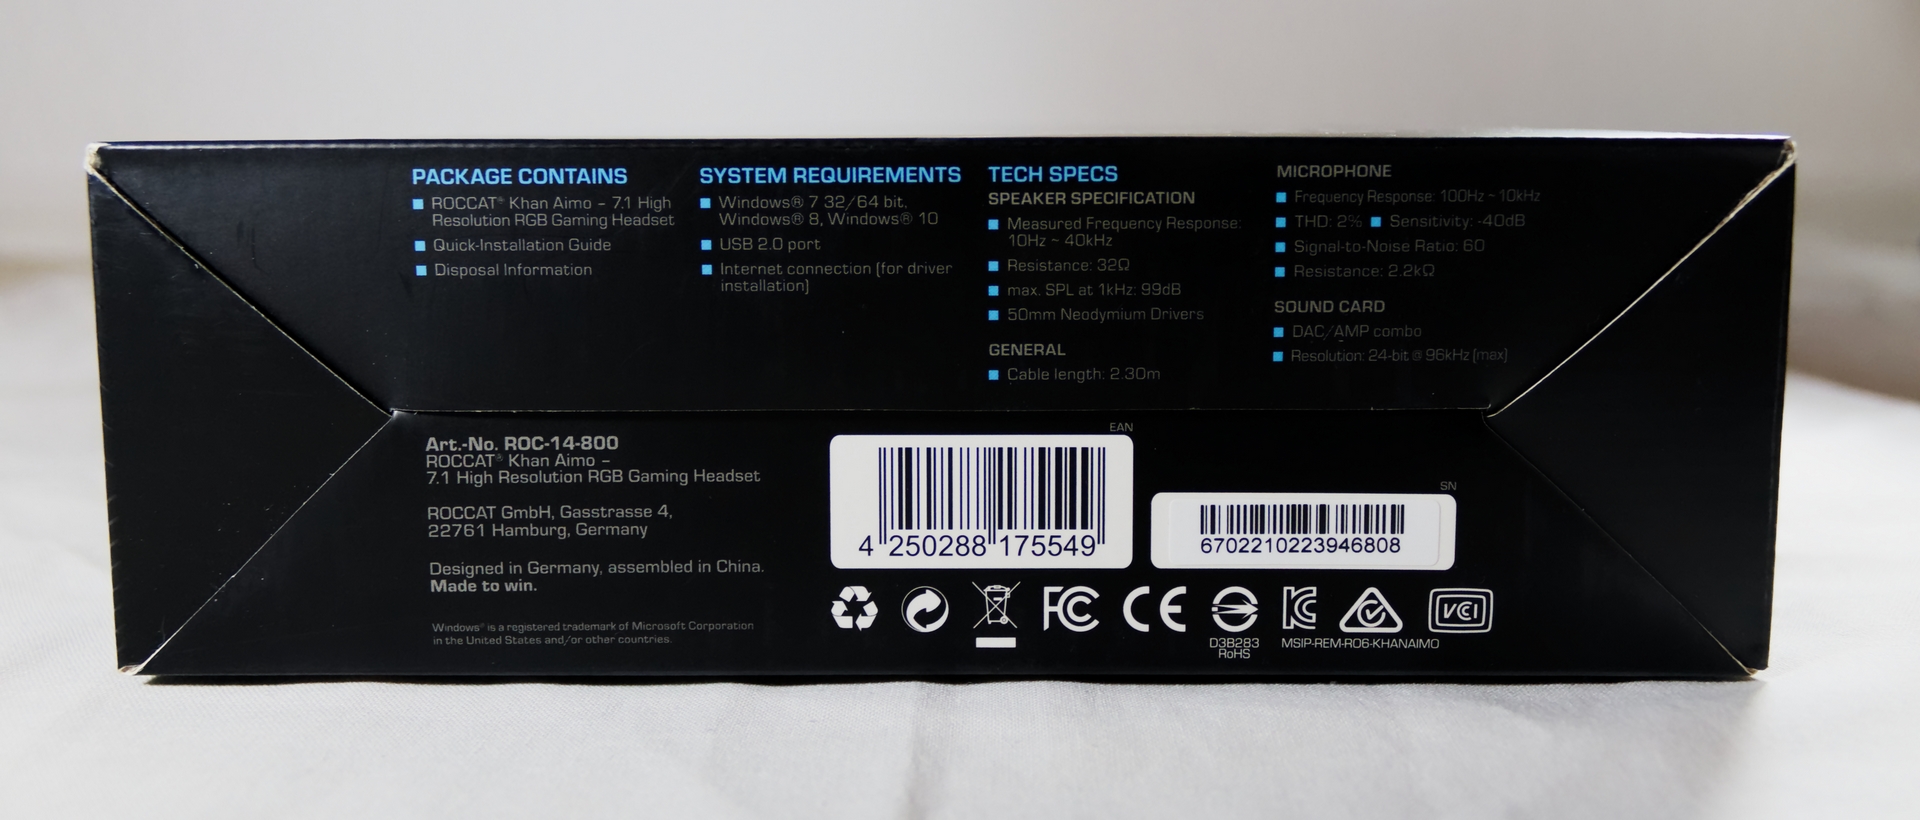 PACKAGE CONTAINS
ROCCAT® Khan Aimo - 7.1 High
Resolution RGB Gaming Headset
Quick-Installation Guide
Disposal Information
SYSTEM REQUIREMENTS
Windows® 7 32/64 bit,
Windows® 8, Windows® 10
USB 2.0 port
Internet connection (for driver
installation)
TECH SPECS
SPEAKER SPECIFICATION
Measured Frequency Response:
10Hz ~ 40kHz
Resistance: 32Ω
max. SPL at 1kHz: 99dB
50mm Neodymium Drivers
GENERAL
Cable length: 2.30m
MICROPHONE
Frequency Response: 100Hz ~ 10kHz
THD: 2% Sensitivity: -40dB
Signal-to-Noise Ratio: 60
Resistance: 2.2kΩ
SOUND CARD
DAC/AMP combo
Resolution: 24-bit @ 96kHz (max)
Art.-No. ROC-14-800
ROCCAT® Khan Aimo -
7.1 High Resolution RGB Gaming Headset
ROCCAT GmbH, Gasstrasse 4,
22761 Hamburg, Germany
Designed in Germany, assembled in China.
Made to win.
Windows® is a registered trademark of Microsoft Corporation
in the United States and/or other countries.
EAN
4 250288 175549
SN
6702210223946808
FC CE
D3B283
RoHS
MSIP-REM-R06-KHANAIMO
VCCI